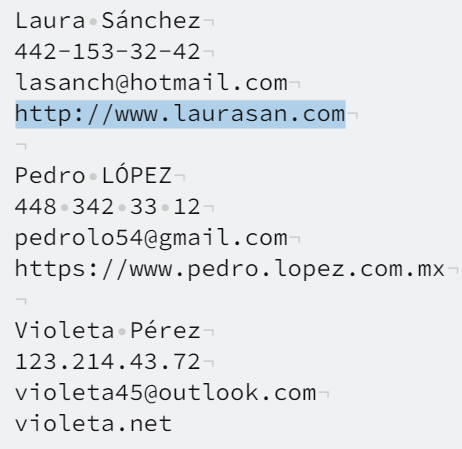 Laura Sánchez
442-153-32-42
lasanch@hotmail.com
http://www.laurasan.com

Pedro LÓPEZ
448 342 33 12
pedrolo54@gmail.com
https://www.pedro.lopez.com.mx

Violeta Pérez
123.214.43.72
violeta45@outlook.com
violeta.net